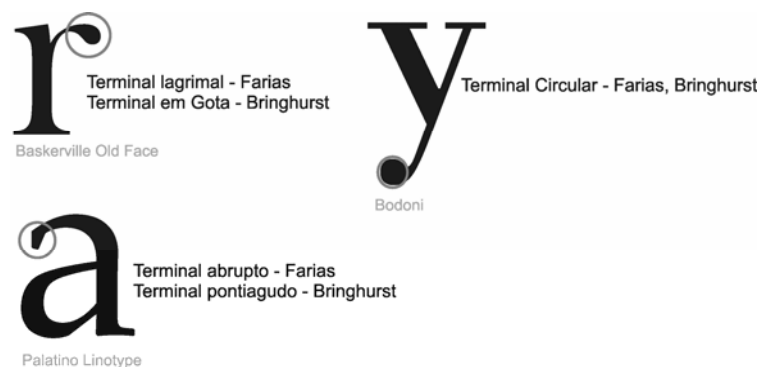 r
Terminal lagrimal - Farias
Terminal em Gota - Bringhurst
Baskerville Old Face
y
Terminal Circular - Farias, Bringhurst
Bodoni
a
Terminal abrupto - Farias
Terminal pontiagudo - Bringhurst
Palatino Linotype